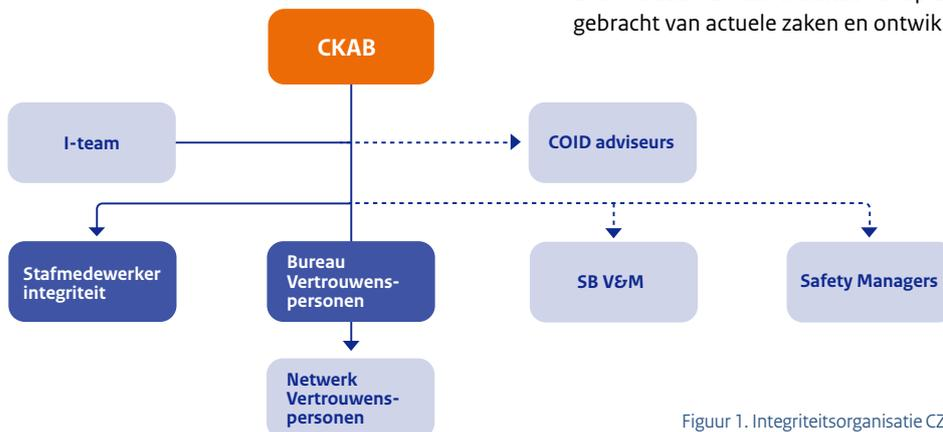 gebracht van actuele zaken en ontwik
CKAB
I-team
COID adviseurs
Stafmedewerker
integriteit
Bureau
Vertrouwens-
personen
SB V&M
Safety Managers
Netwerk
Vertrouwens-
personen
Figuur 1. Integriteitsorganisatie CZ